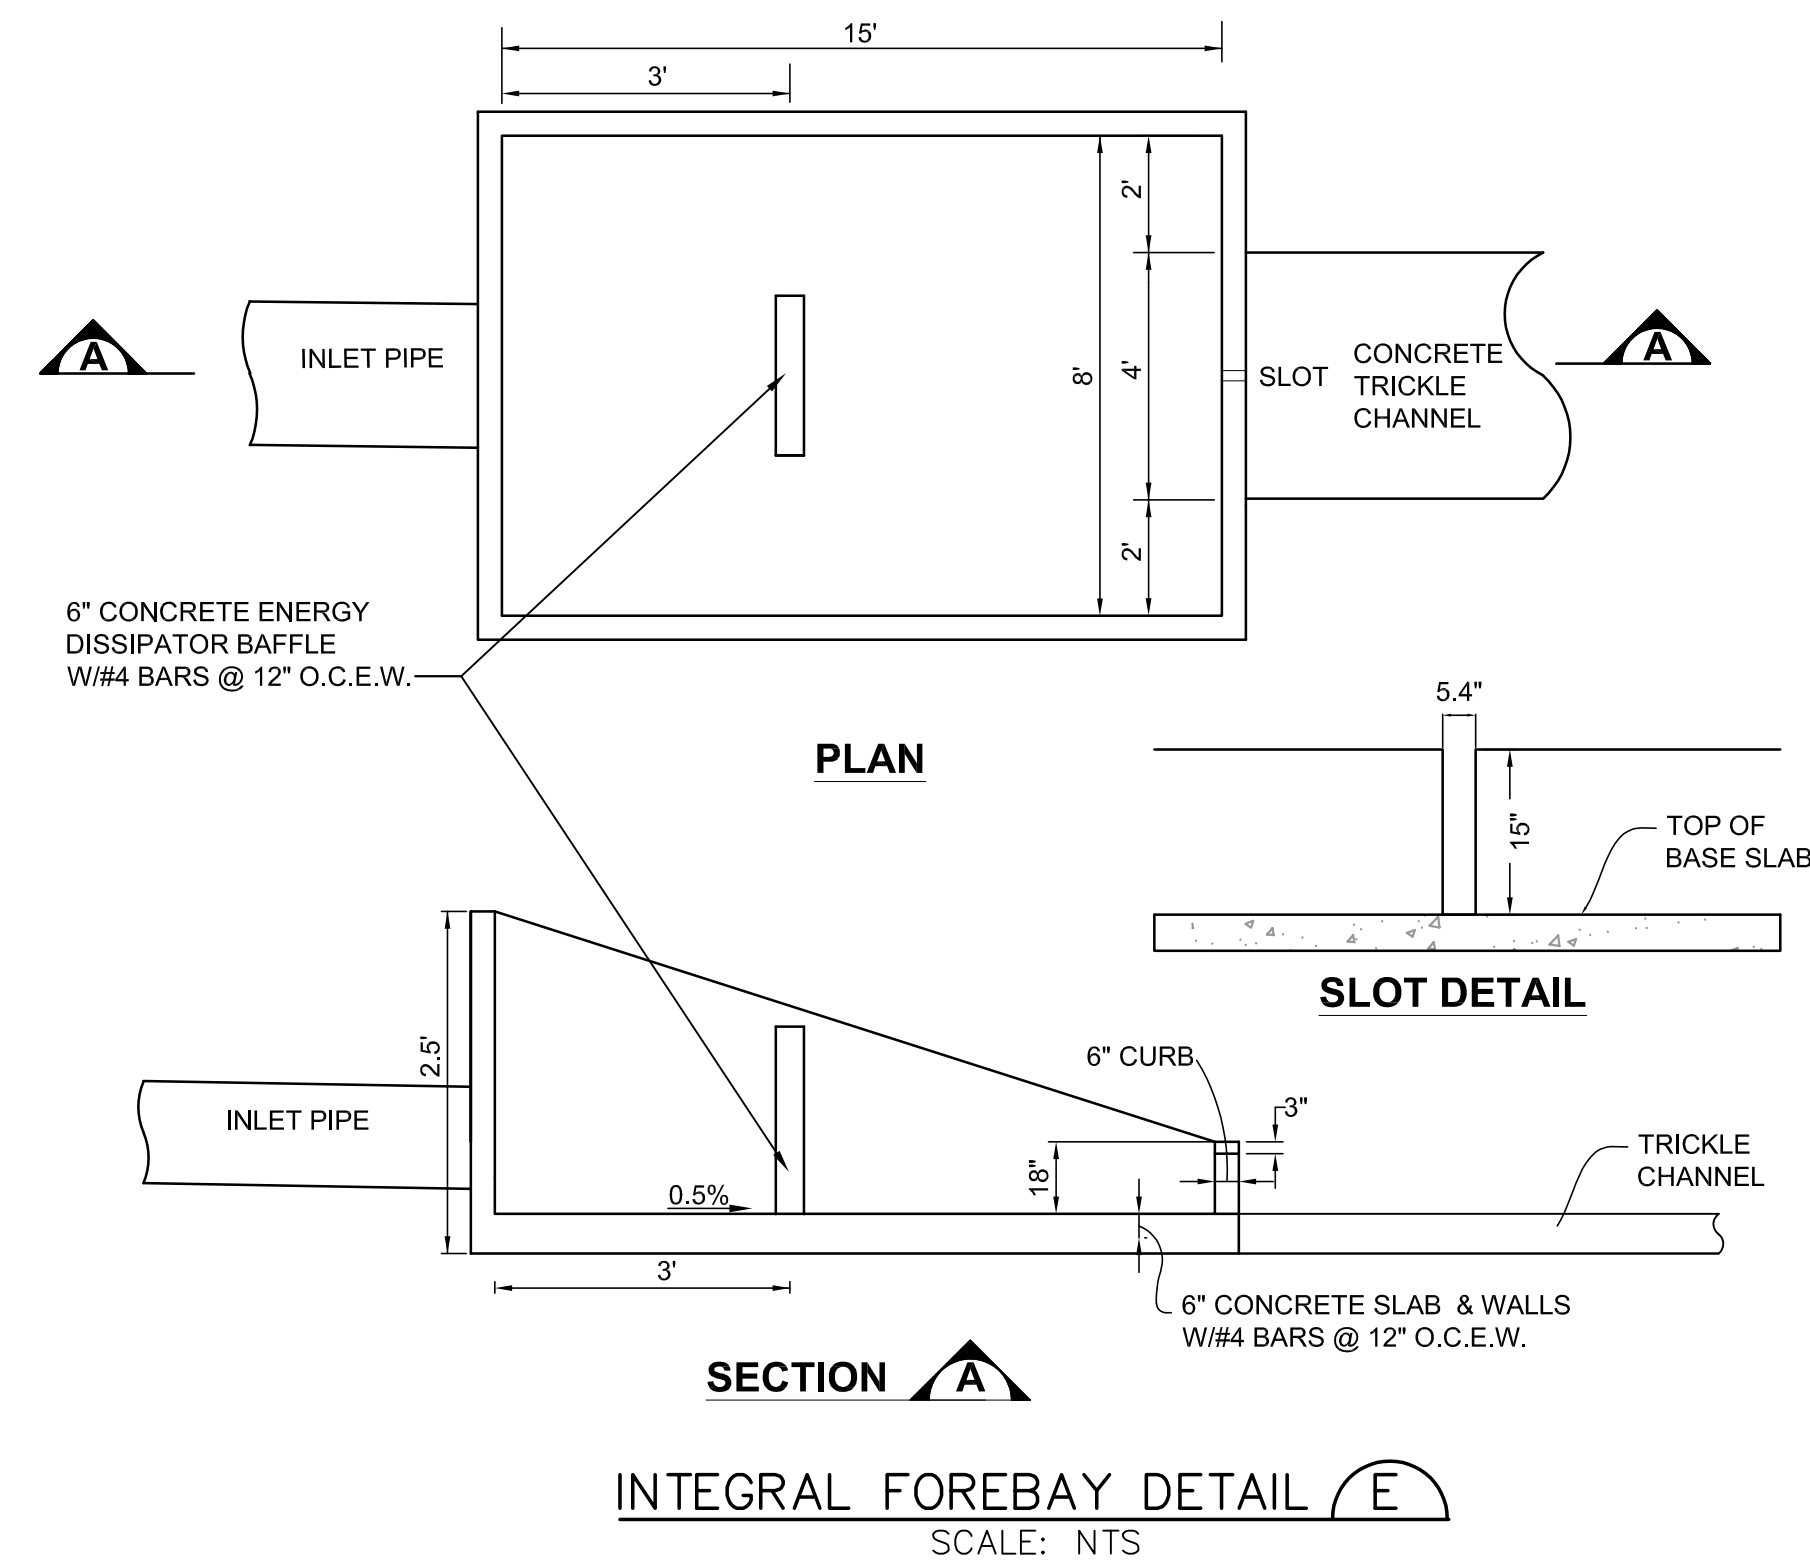 15'
3'
2'
A
INLET PIPE
8'
4'
SLOT
CONCRETE
TRICKLE
CHANNEL
A
2'
6" CONCRETE ENERGY
DISSIPATOR BAFFLE
W/#4 BARS @ 12" O.C.E.W.
PLAN
5.4"
15"
TOP OF
BASE SLAB
SLOT DETAIL
2.5'
INLET PIPE
6" CURB
3"
18"
0.5%
TRICKLE
CHANNEL
3'
6" CONCRETE SLAB & WALLS
W/#4 BARS @ 12" O.C.E.W.
SECTION A
INTEGRAL FOREBAY DETAIL E
SCALE: NTS